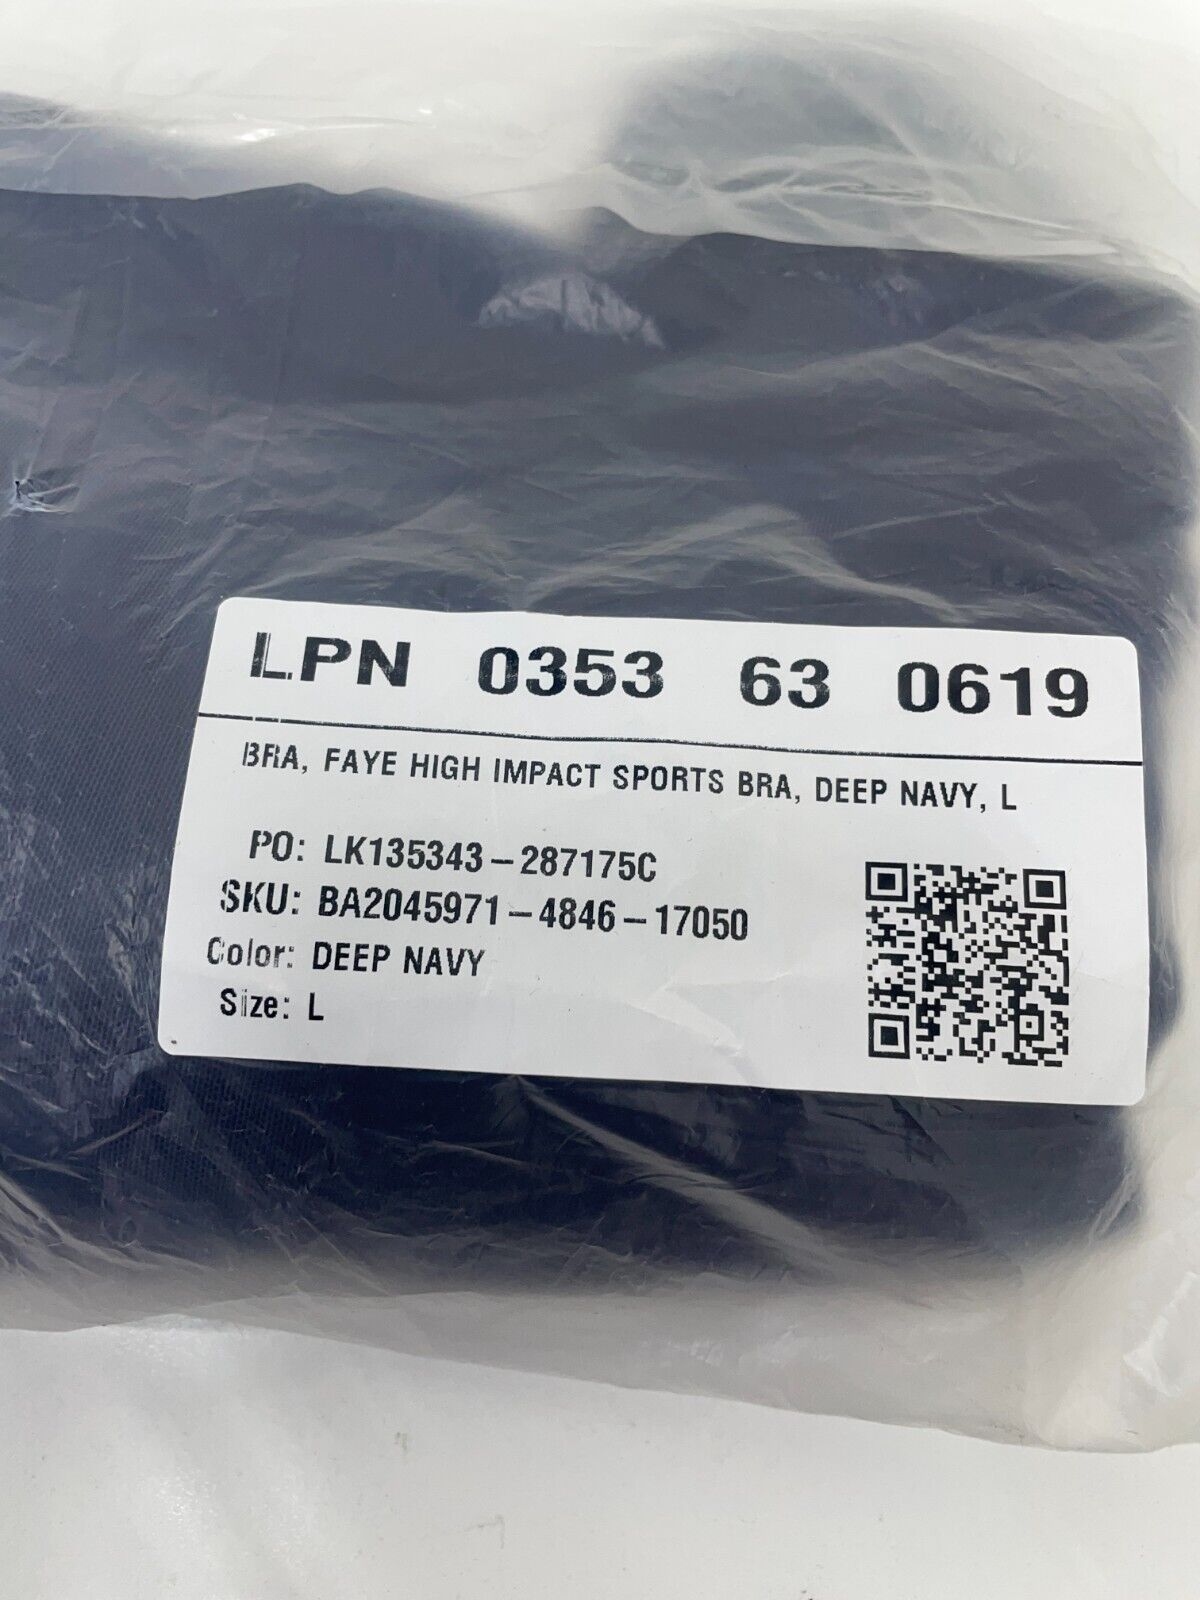 LPN 0353 63 0619
BRA, FAYE HIGH IMPACT SPORTS BRA, DEEP NAVY, L
PO: LK135343-287175C
SKU: BA2045971-4846-17050
Color: DEEP NAVY
Size: L